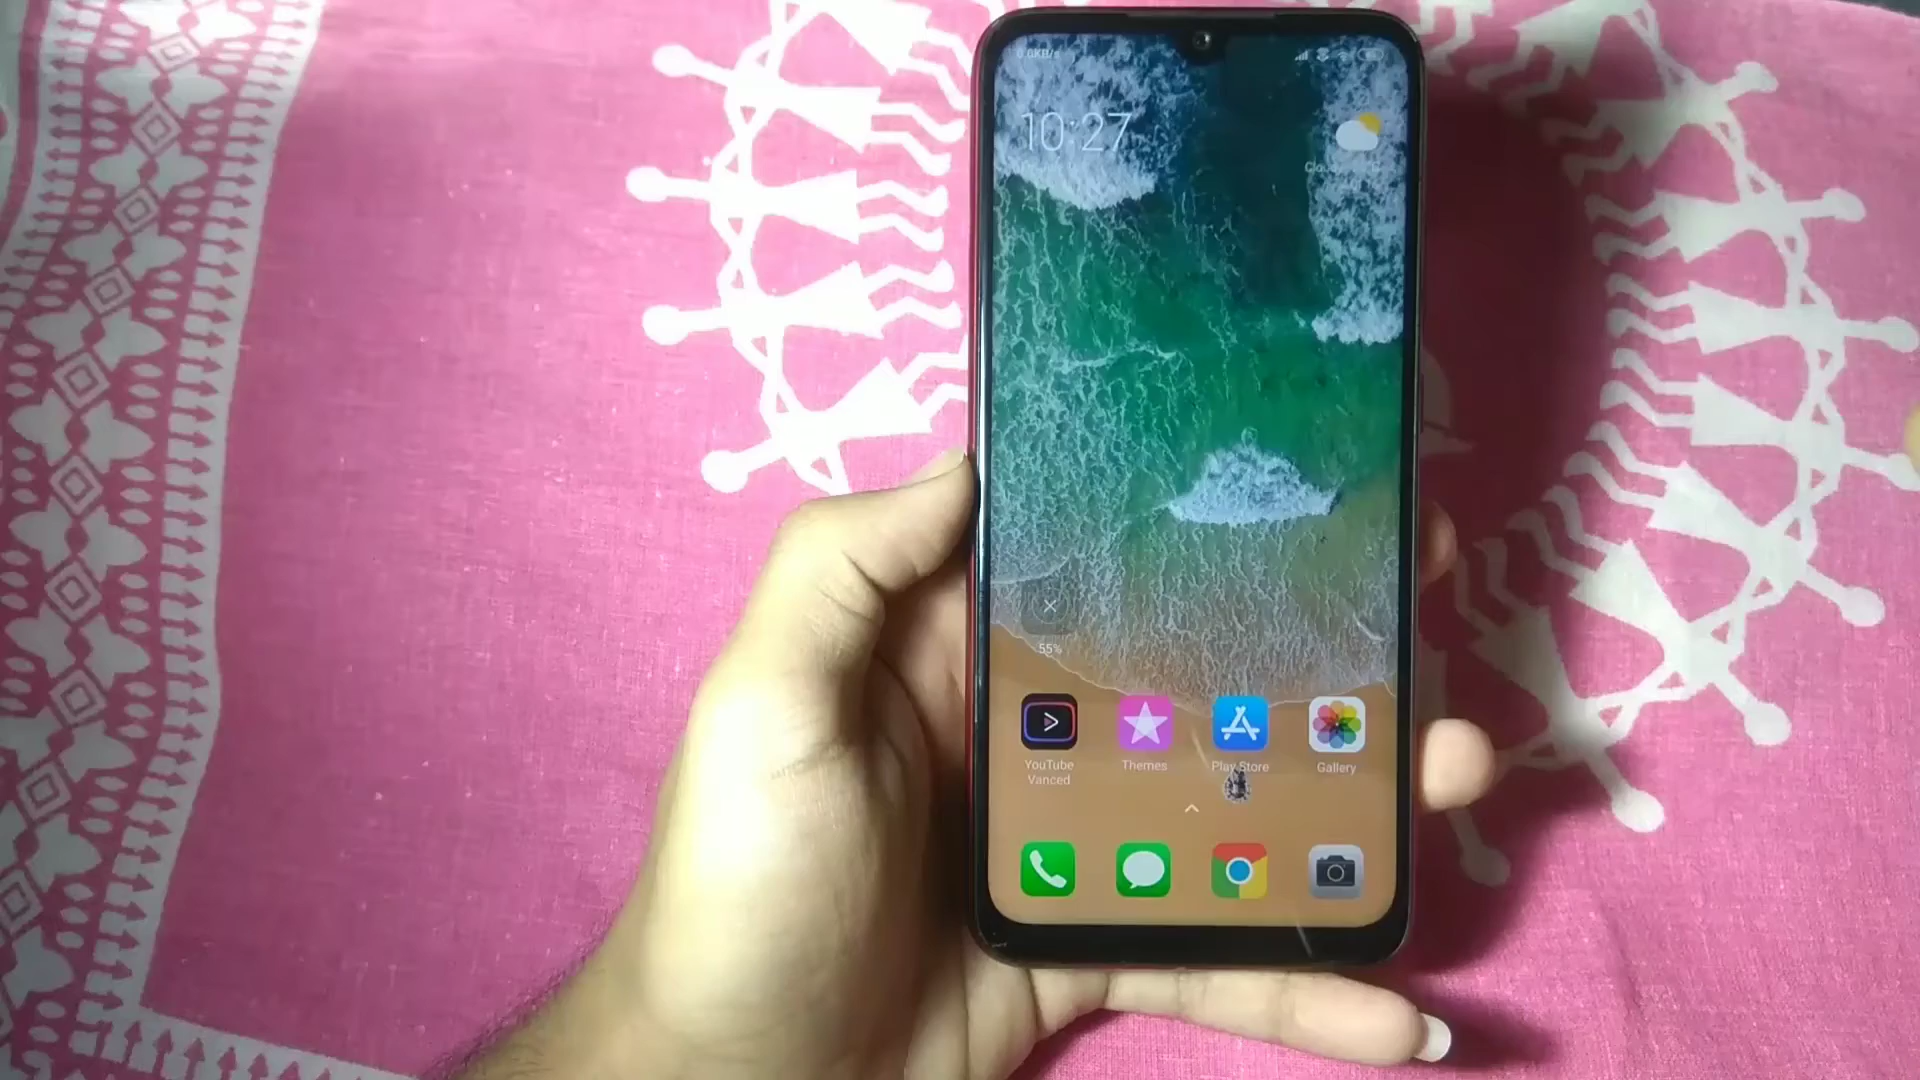 10:27
55%
YouTube
Vanced
Themes
Play Store
Gallery